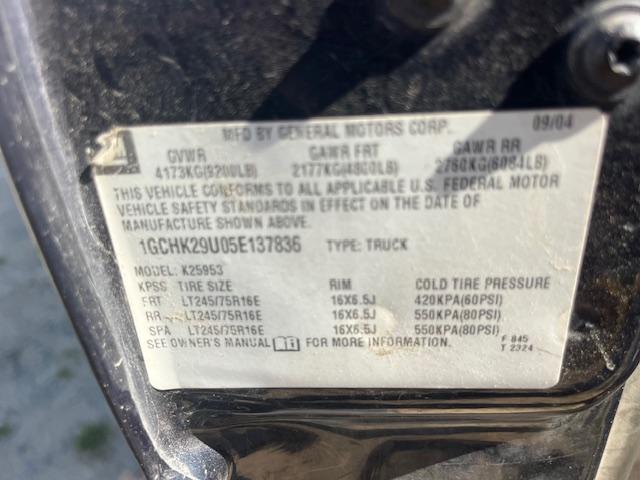 MFD BY GENERAL MOTORS CORP. 09/04
GVWR GAWR FRT GAWR RR
4173KG(9200LB) 2177KG(4800LB) 2760KG(6084LB)
THIS VEHICLE CONFORMS TO ALL APPLICABLE U.S. FEDERAL MOTOR
VEHICLE SAFETY STANDARDS IN EFFECT ON THE DATE OF
MANUFACTURE SHOWN ABOVE.
1GCHK29U05E137836 TYPE: TRUCK
MODEL: K25953
KPSS TIRE SIZE RIM COLD TIRE PRESSURE
FRT LT245/75R16E 16X6.5J 420KPA(60PSI)
RR LT245/75R16E 16X6.5J 550KPA(80PSI)
SPA LT245/75R16E 16X6.5J 550KPA(80PSI)
SEE OWNER'S MANUAL FOR MORE INFORMATION. F 845
T 2324